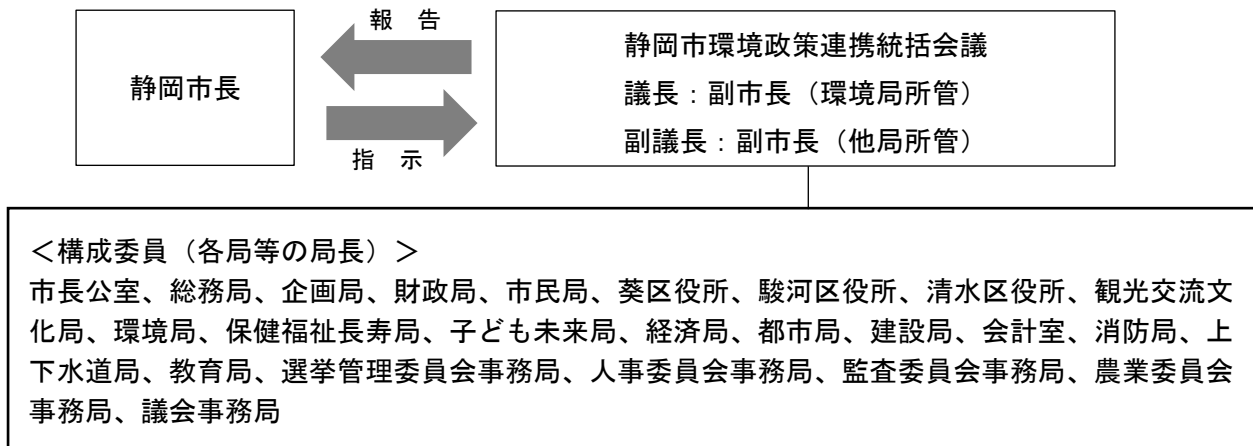 報 告
静岡市長
指 示
静岡市環境政策連携統括会議
議長：副市長（環境局所管）
副議長：副市長（他局所管）
＜構成委員（各局等の局長）＞
市長公室、総務局、企画局、財政局、市民局、葵区役所、駿河区役所、清水区役所、観光交流文
化局、環境局、保健福祉長寿局、子ども未来局、経済局、都市局、建設局、会計室、消防局、上
下水道局、教育局、選挙管理委員会事務局、人事委員会事務局、監査委員会事務局、農業委員会
事務局、議会事務局